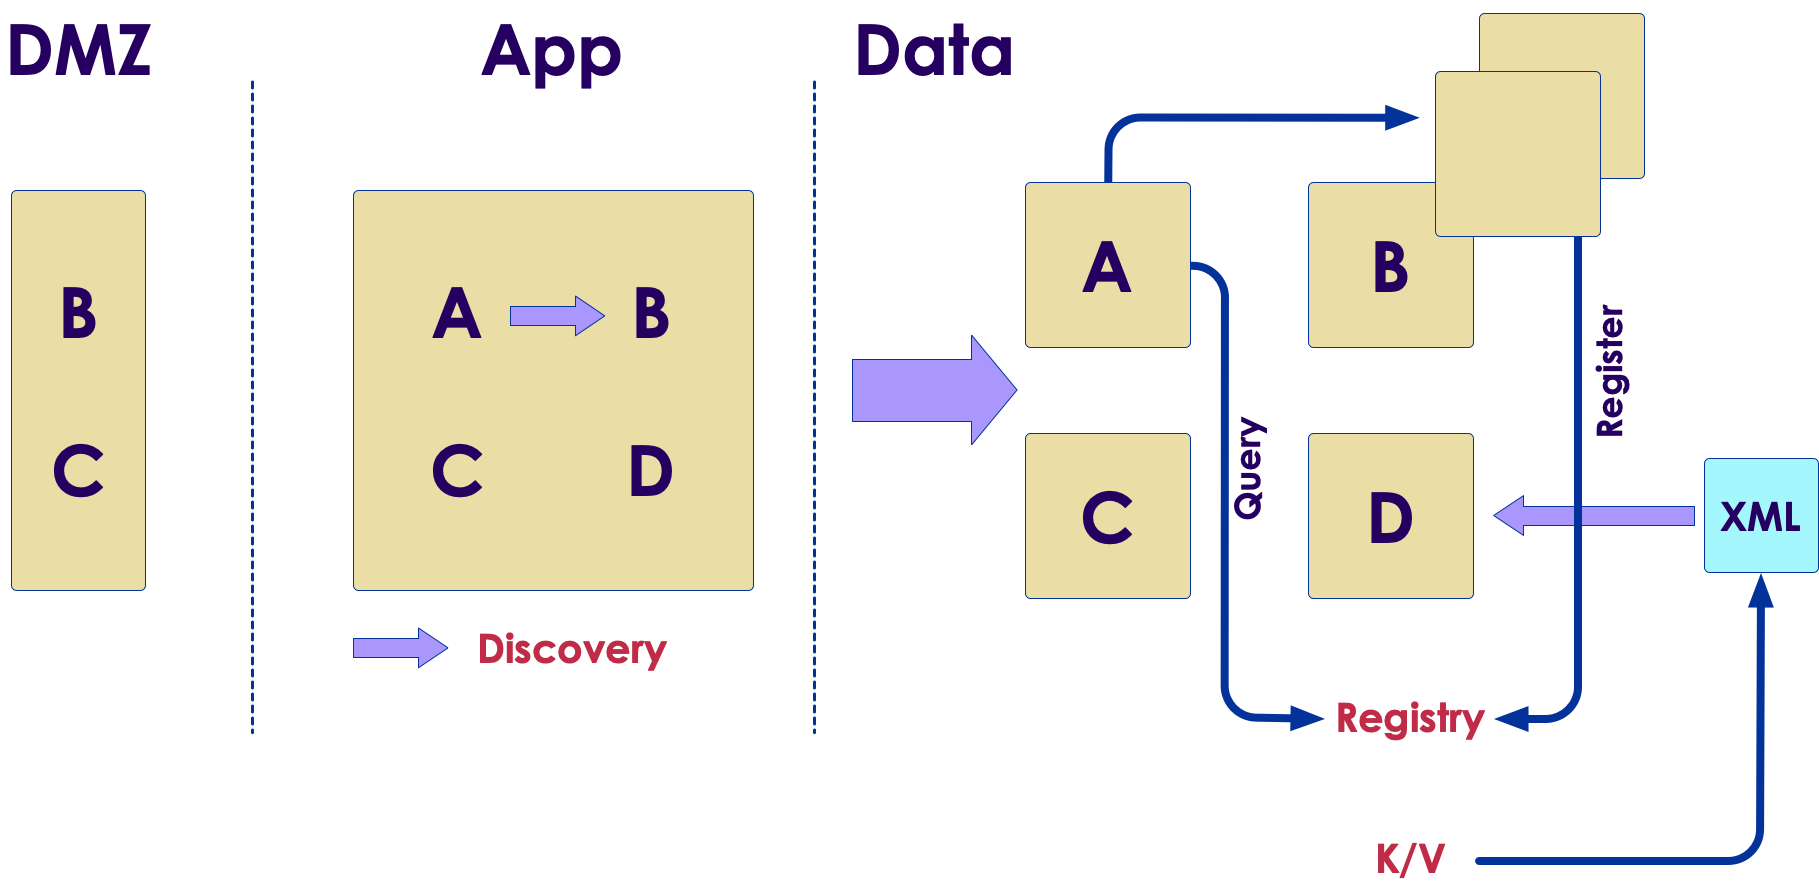 DMZ
App
Data
B
C
A
B
C
D
Discovery
A
B
C
D
Query
Register
XML
Registry
K/V